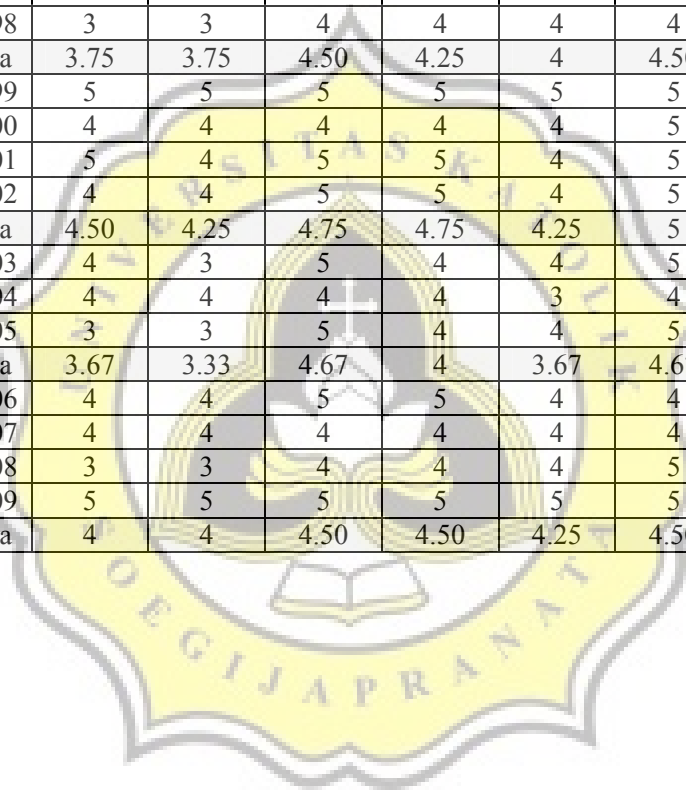 98 3 3 4 4 4 4
a 3.75 3.75 4.50 4.25 4 4.50
99 5 5 5 5 5 5
00 4 4 4 4 4 5
01 5 4 5 5 4 5
02 4 4 5 5 4 5
a 4.50 4.25 4.75 4.75 4.25 5
03 4 3 5 4 4 5
04 4 4 4 4 3 4
05 3 3 5 4 4 5
a 3.67 3.33 4.67 4 3.67 4.6
06 4 4 5 5 4 4
07 4 4 4 4 4 4
08 3 3 4 4 4 5
09 5 5 5 5 5 5
a 4 4 4.50 4.50 4.25 4.50
UNIVERSITAS KATOLIK
SOEGIJAPRANATA